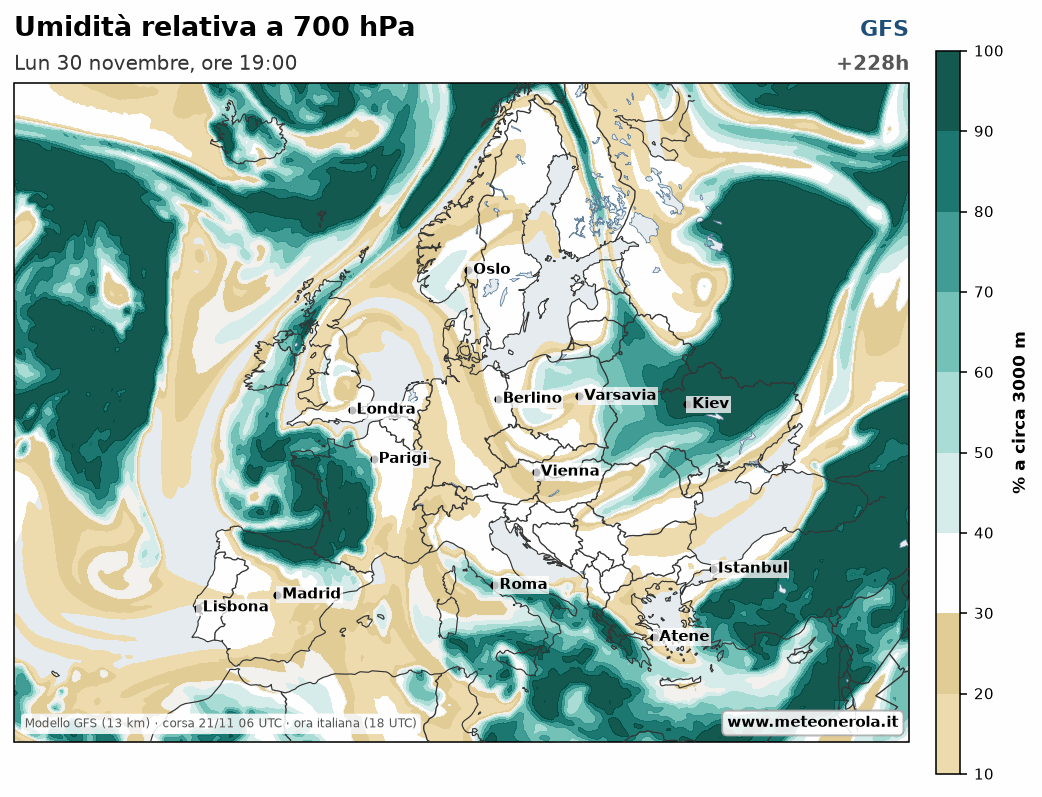 Umidità relativa a 700 hPa
GFS
Lun 30 novembre, ore 19:00
+228h
100
90
80
70
60
50
40
30
20
10
% a circa 3000 m
Oslo
Berlino
Varsavia
Kiev
Londra
Parigi
Vienna
Istanbul
Roma
Madrid
Lisbona
Atene
Modello GFS (13 km) · corsa 21/11 06 UTC · ora italiana (18 UTC)
www.meteonerola.it